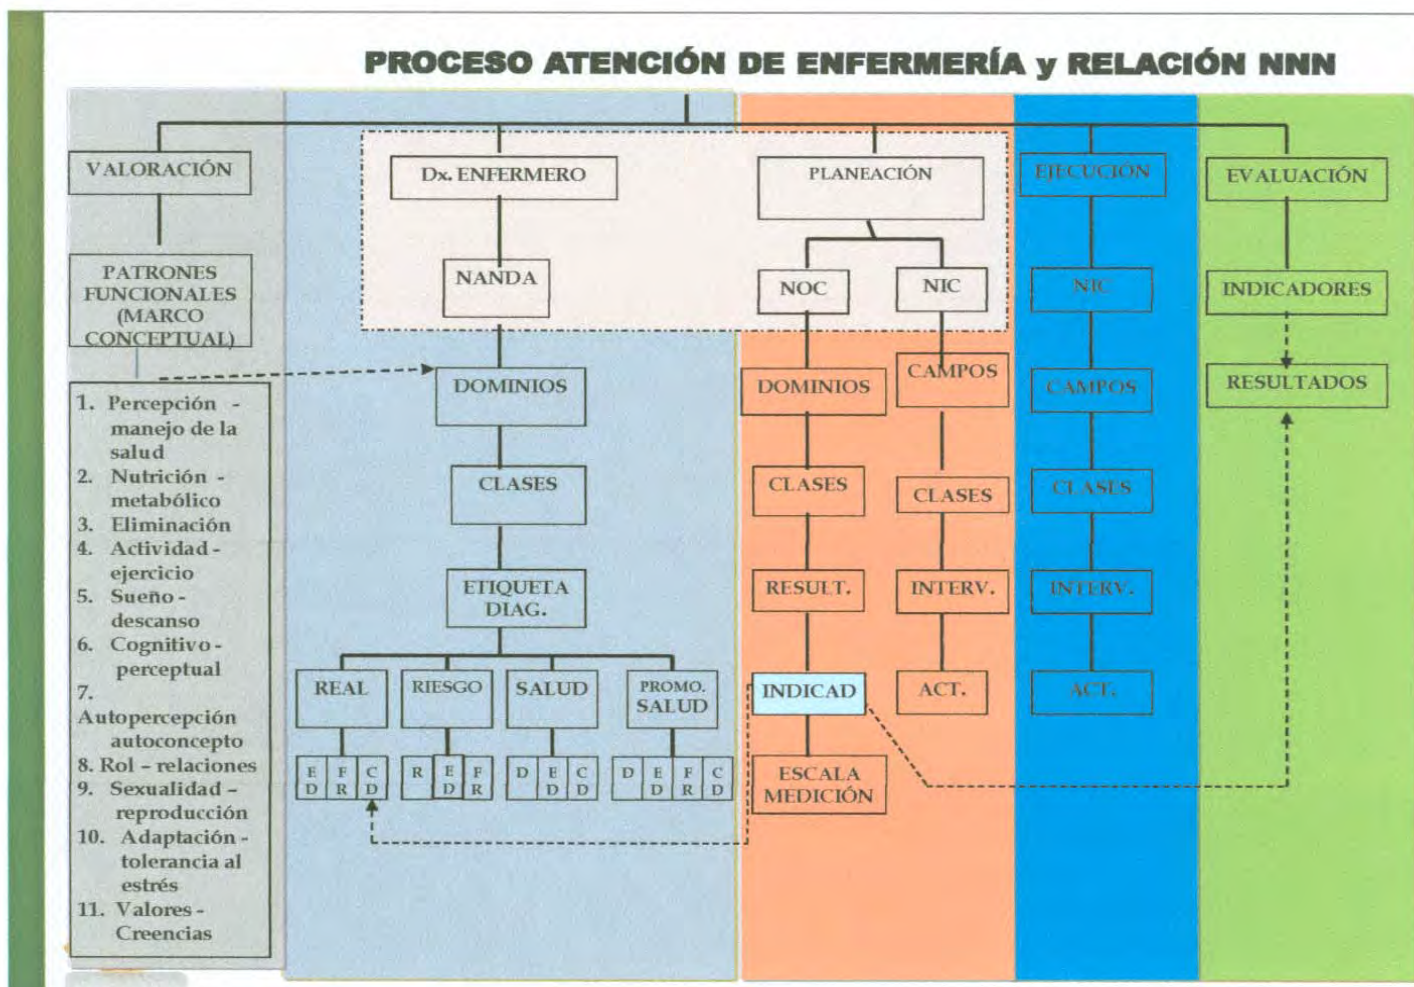 PROCESO ATENCIÓN DE ENFERMERÍA y RELACIÓN NNN
VALORACIÓN
PATRONES
FUNCIONALES
(MARCO
CONCEPTUAL)
1. Percepción -
manejo de la
salud
2. Nutrición -
metabólico
3. Eliminación
4. Actividad -
ejercicio
5. Sueño -
descanso
6. Cognitivo -
perceptual
7.
Autopercepción
autoconcepto
8. Rol – relaciones
9. Sexualidad –
reproducción
10. Adaptación -
tolerancia al
estrés
11. Valores -
Creencias
Dx. ENFERMERO
NANDA
DOMINIOS
CLASES
ETIQUETA
DIAG.
REAL
RIESGO
SALUD
PROMO.
SALUD
E F C
D R D
R E F
D R
D E C
D D
D E F C
D R D
PLANEACIÓN
NOC
DOMINIOS
CLASES
RESULT.
INDICAD
ESCALA
MEDICIÓN
NIC
CAMPOS
CLASES
INTERV.
ACT.
EJECUCIÓN
NIC
CAMPOS
CLASES
INTERV.
ACT.
EVALUACIÓN
INDICADORES
RESULTADOS